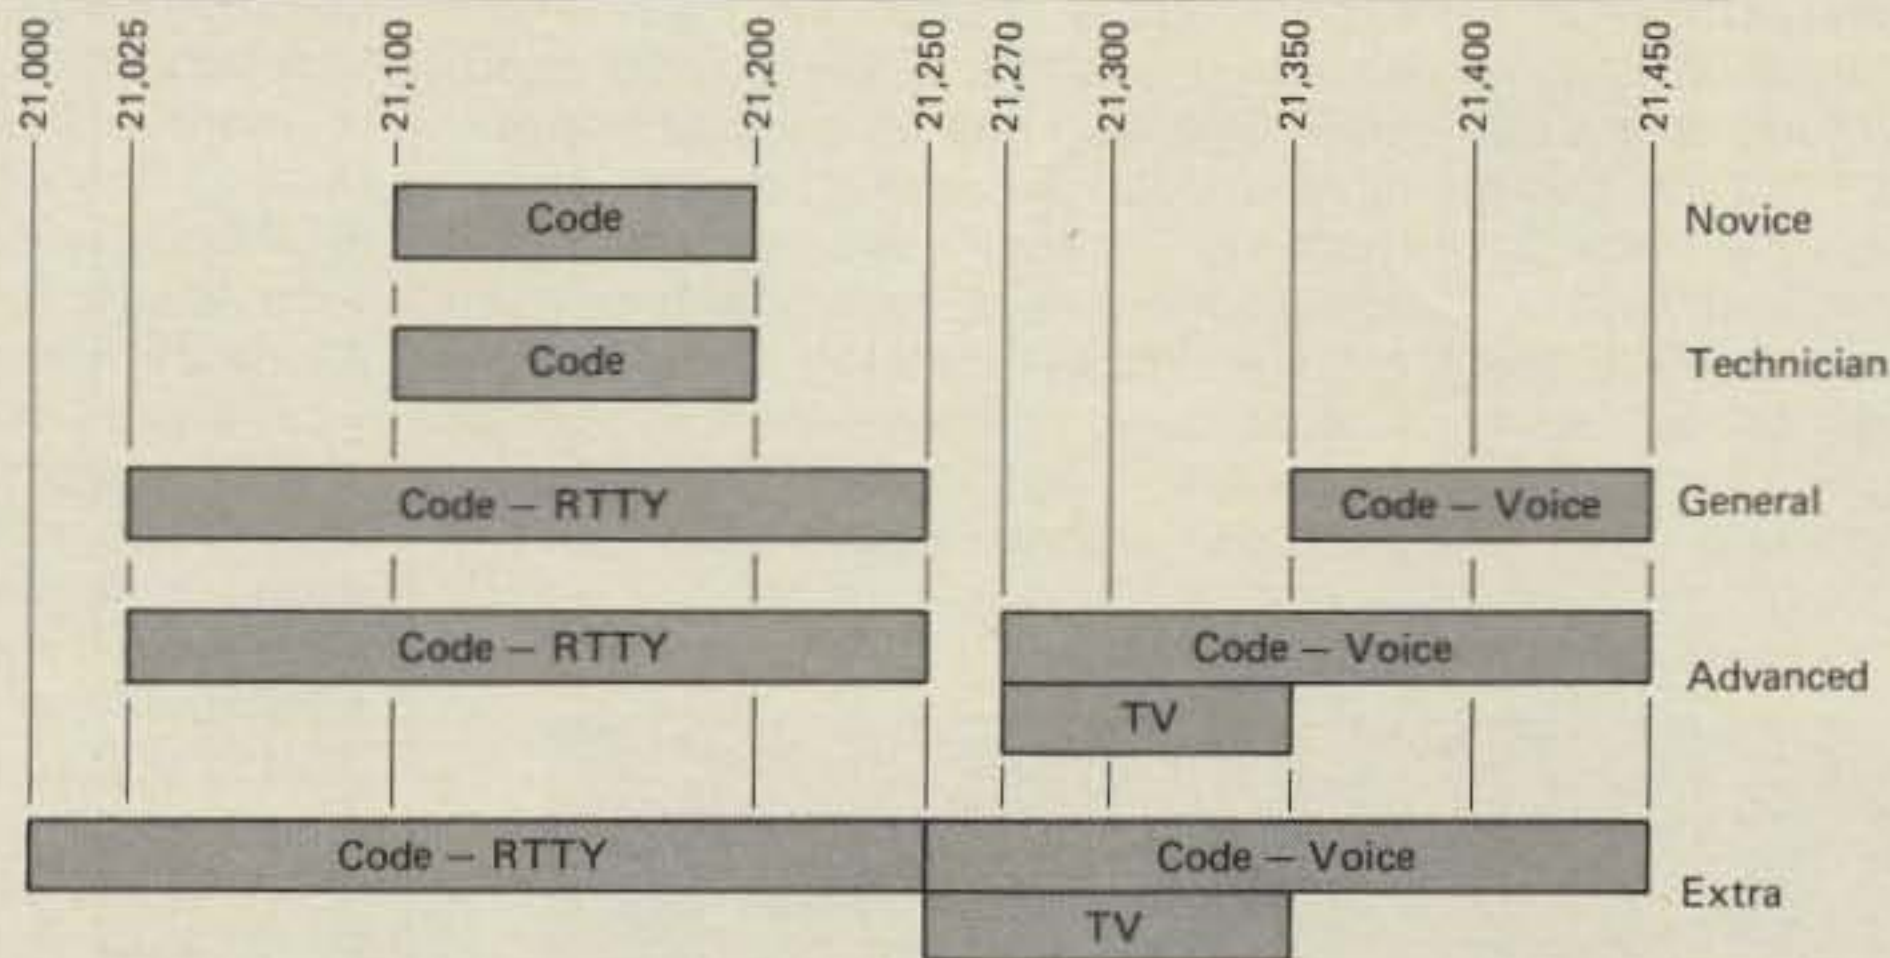 21,000
21,025
21,100
21,200
21,250
21,270
21,300
21,350
21,400
21,450
Code
Novice
Code
Technician
Code – RTTY
Code – Voice
General
Code – RTTY
Code – Voice
Advanced
TV
Code – RTTY
Code – Voice
Extra
TV